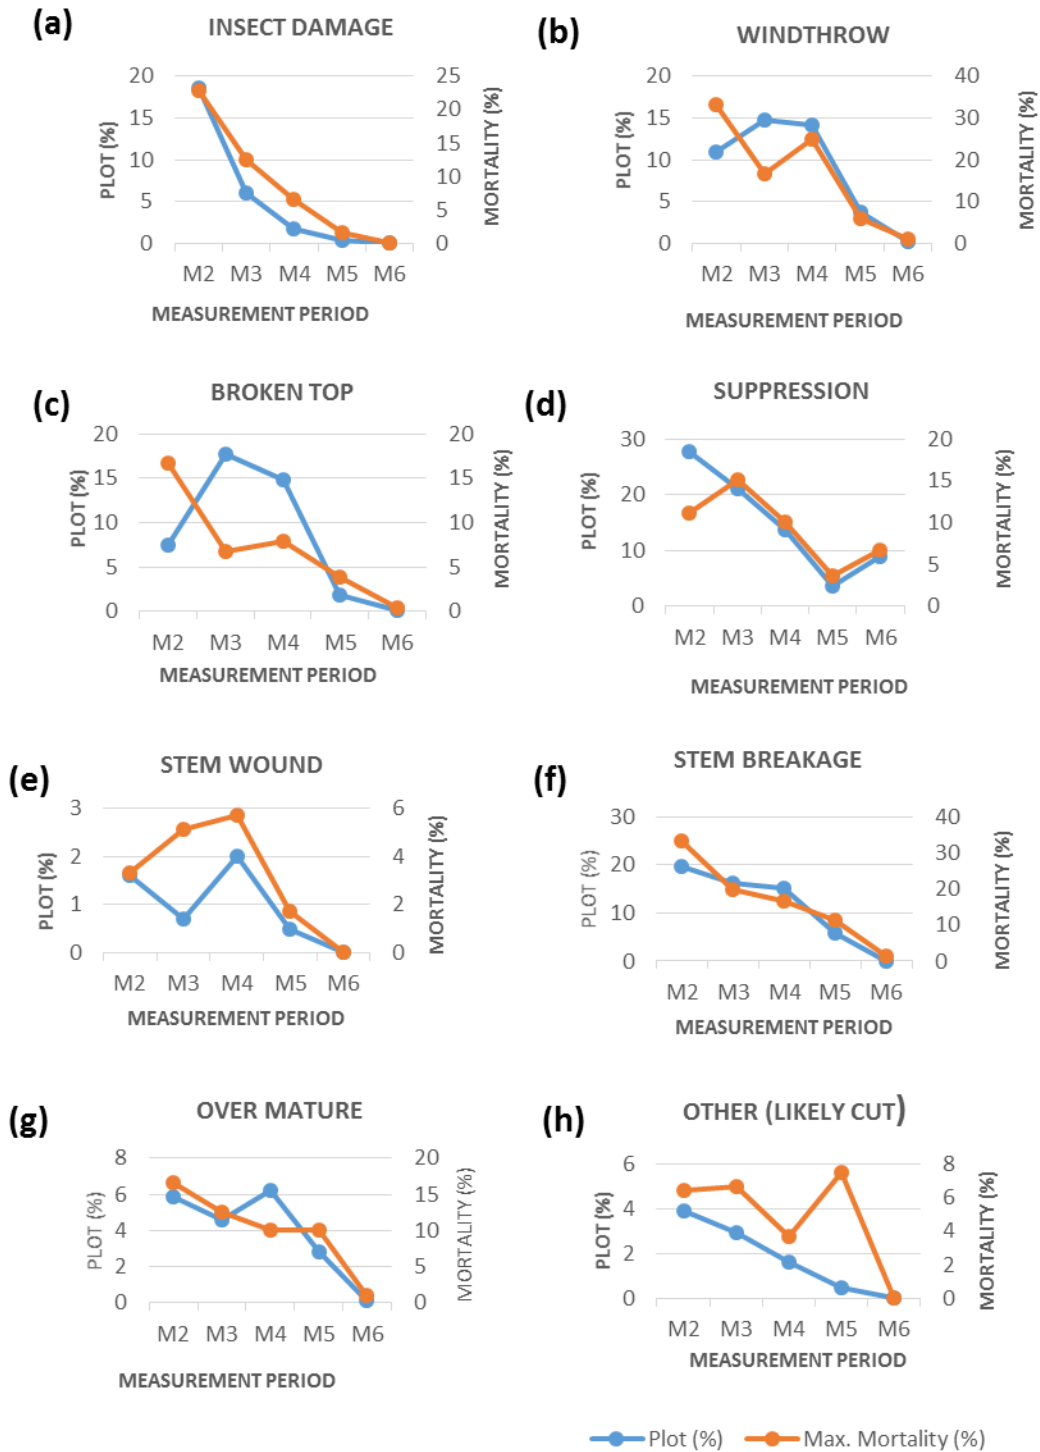 (a)
INSECT DAMAGE
20
15
10
5
0
25
20
15
10
5
0
PLOT (%)
MORTALITY (%)
M2 M3 M4 M5 M6
MEASUREMENT PERIOD
(b)
WINDTHROW
20
15
10
5
0
40
30
20
10
0
PLOT (%)
MORTALITY (%)
M2 M3 M4 M5 M6
MEASUREMENT PERIOD
(c)
BROKEN TOP
20
15
10
5
0
20
15
10
5
0
PLOT (%)
MORTALITY (%)
M2 M3 M4 M5 M6
MEASUREMENT PERIOD
(d)
SUPPRESSION
30
20
10
0
20
15
10
5
0
PLOT (%)
MORTALITY (%)
M2 M3 M4 M5 M6
MEASUREMENT PERIOD
(e)
STEM WOUND
3
2
1
0
6
4
2
0
PLOT (%)
MORTALITY (%)
M2 M3 M4 M5 M6
MEASUREMENT PERIOD
(f)
STEM BREAKAGE
30
20
10
0
40
30
20
10
0
PLOT (%)
MORTALITY (%)
M2 M3 M4 M5 M6
MEASUREMENT PERIOD
(g)
OVER MATURE
8
6
4
2
0
20
15
10
5
0
PLOT (%)
MORTALITY (%)
M2 M3 M4 M5 M6
MEASUREMENT PERIOD
(h)
OTHER (LIKELY CUT)
6
4
2
0
8
6
4
2
0
PLOT (%)
MORTALITY (%)
M2 M3 M4 M5 M6
MEASUREMENT PERIOD
Plot (%) Max. Mortality (%)